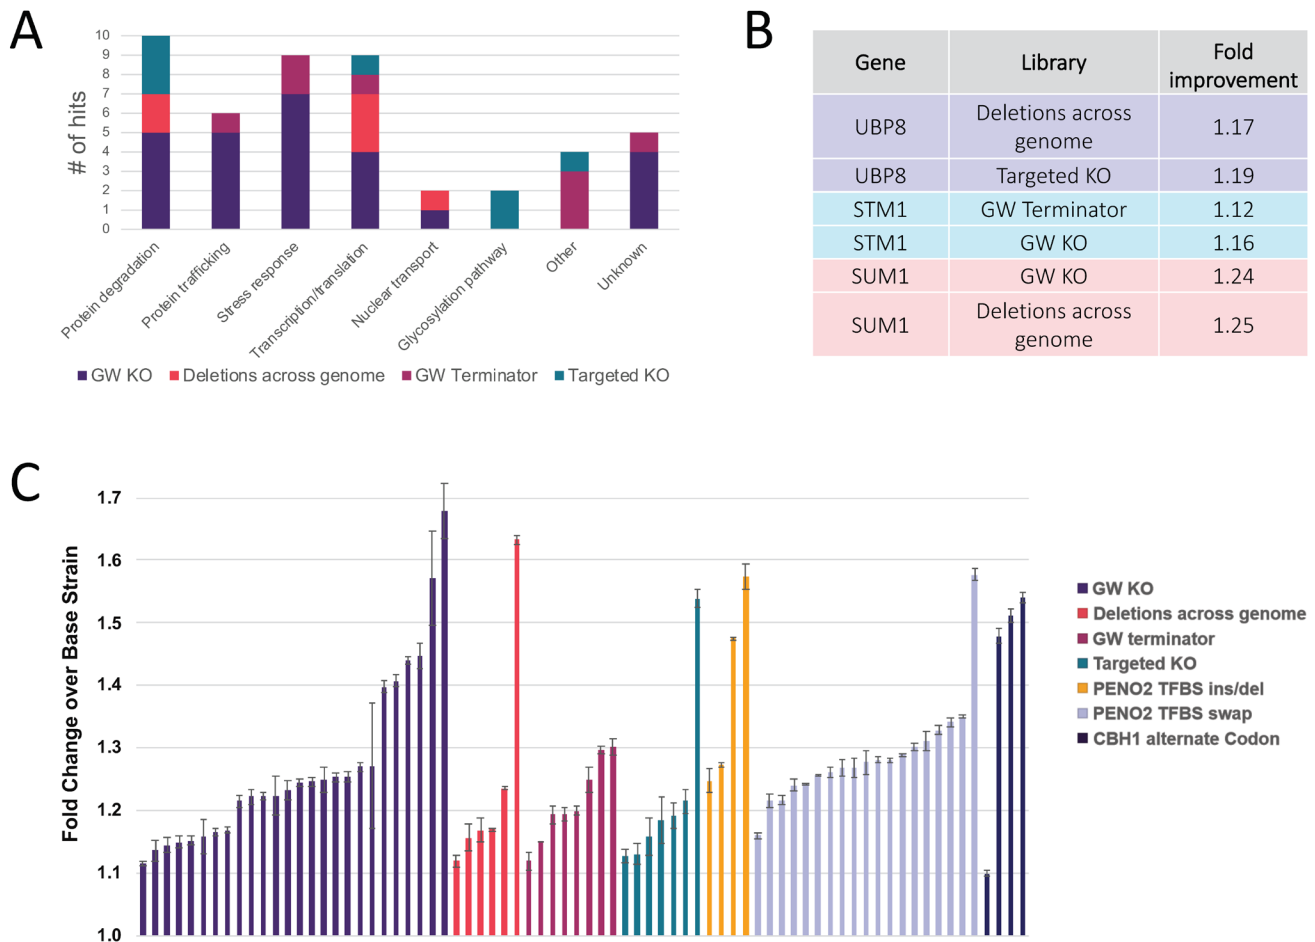 A
10
9
8
7
6
5
4
3
2
1
0
# of hits
Protein degradation
Protein trafficking
Stress response
Transcription/translation
Nuclear transport
Glycosylation pathway
Other
Unknown
GW KO Deletions across genome GW Terminator Targeted KO
B
Gene Library Fold improvement
UBP8 Deletions across genome 1.17
UBP8 Targeted KO 1.19
STM1 GW Terminator 1.12
STM1 GW KO 1.16
SUM1 GW KO 1.24
SUM1 Deletions across genome 1.25
C
Fold Change over Base Strain
1.7
1.6
1.5
1.4
1.3
1.2
1.1
1.0
GW KO
Deletions across genome
GW terminator
Targeted KO
PENO2 TFBS ins/del
PENO2 TFBS swap
CBH1 alternate Codon